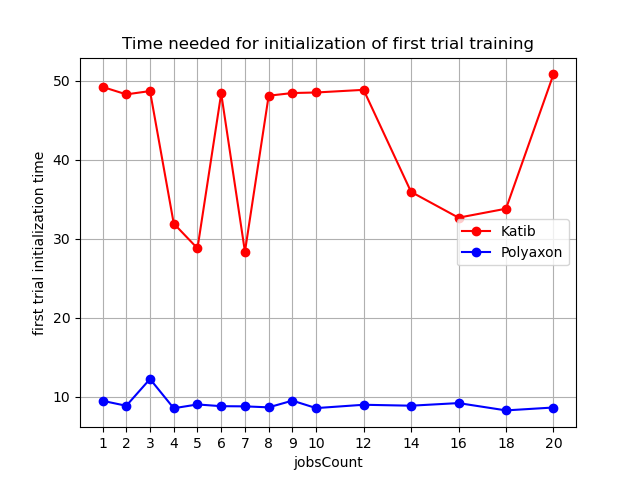 Time needed for initialization of first trial training
first trial initialization time
50
40
30
20
10
Katib
Polyaxon
1 2 3 4 5 6 7 8 9 10 12 14 16 18 20
jobsCount